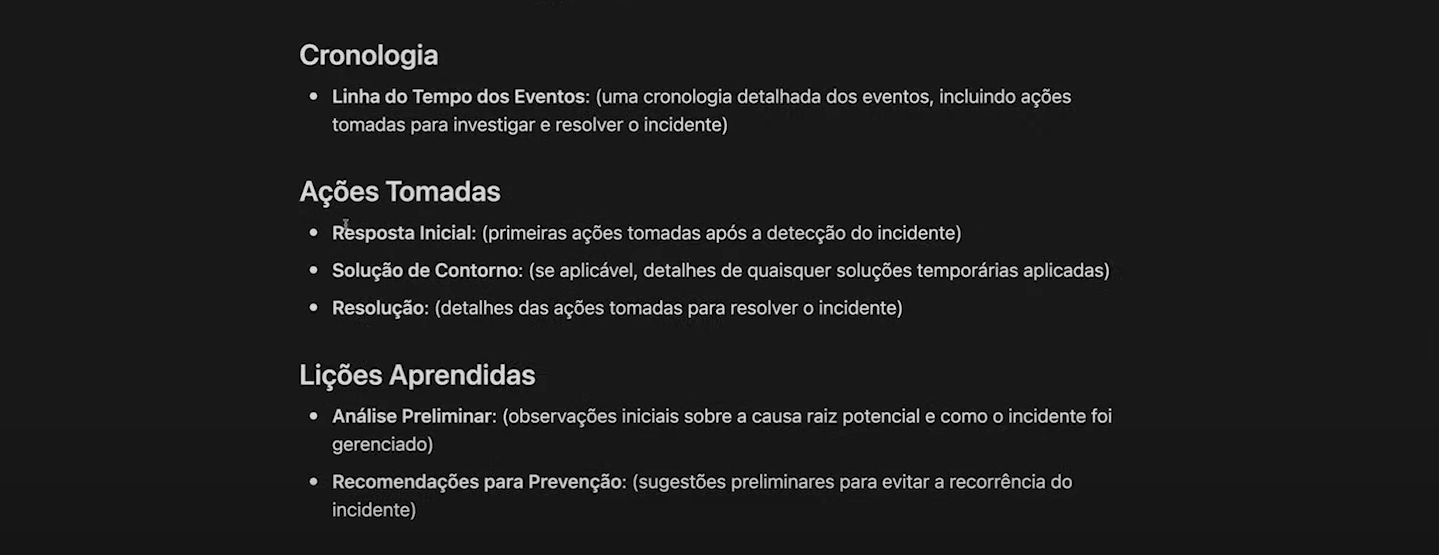 Cronologia
• Linha do Tempo dos Eventos: (uma cronologia detalhada dos eventos, incluindo ações
tomadas para investigar e resolver o incidente)
Ações Tomadas
• Resposta Inicial: (primeiras ações tomadas após a detecção do incidente)
• Solução de Contorno: (se aplicável, detalhes de quaisquer soluções temporárias aplicadas)
• Resolução: (detalhes das ações tomadas para resolver o incidente)
Lições Aprendidas
• Análise Preliminar: (observações iniciais sobre a causa raiz potencial e como o incidente foi
gerenciado)
• Recomendações para Prevenção: (sugestões preliminares para evitar a recorrência do
incidente)